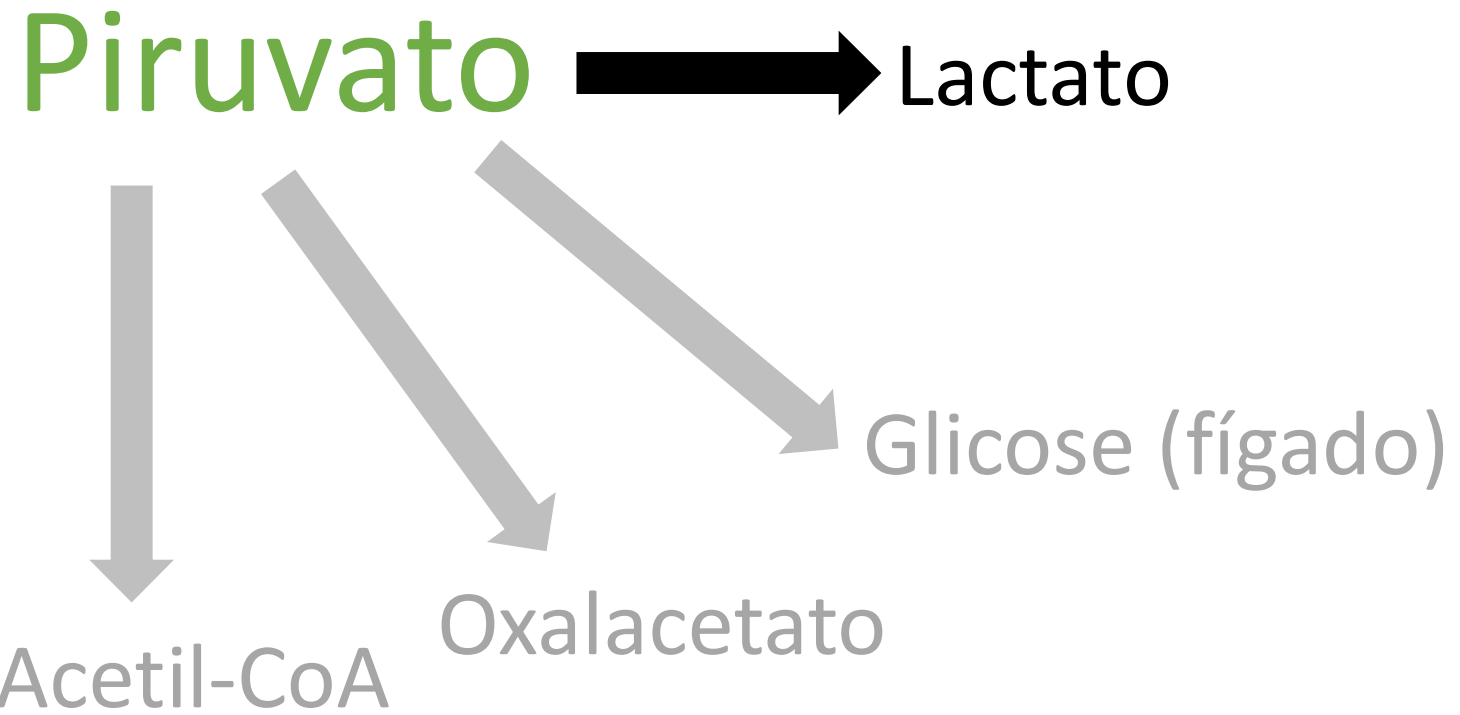 Piruvato
Lactato
Glicose (fígado)
Oxalacetato
Acetil-CoA